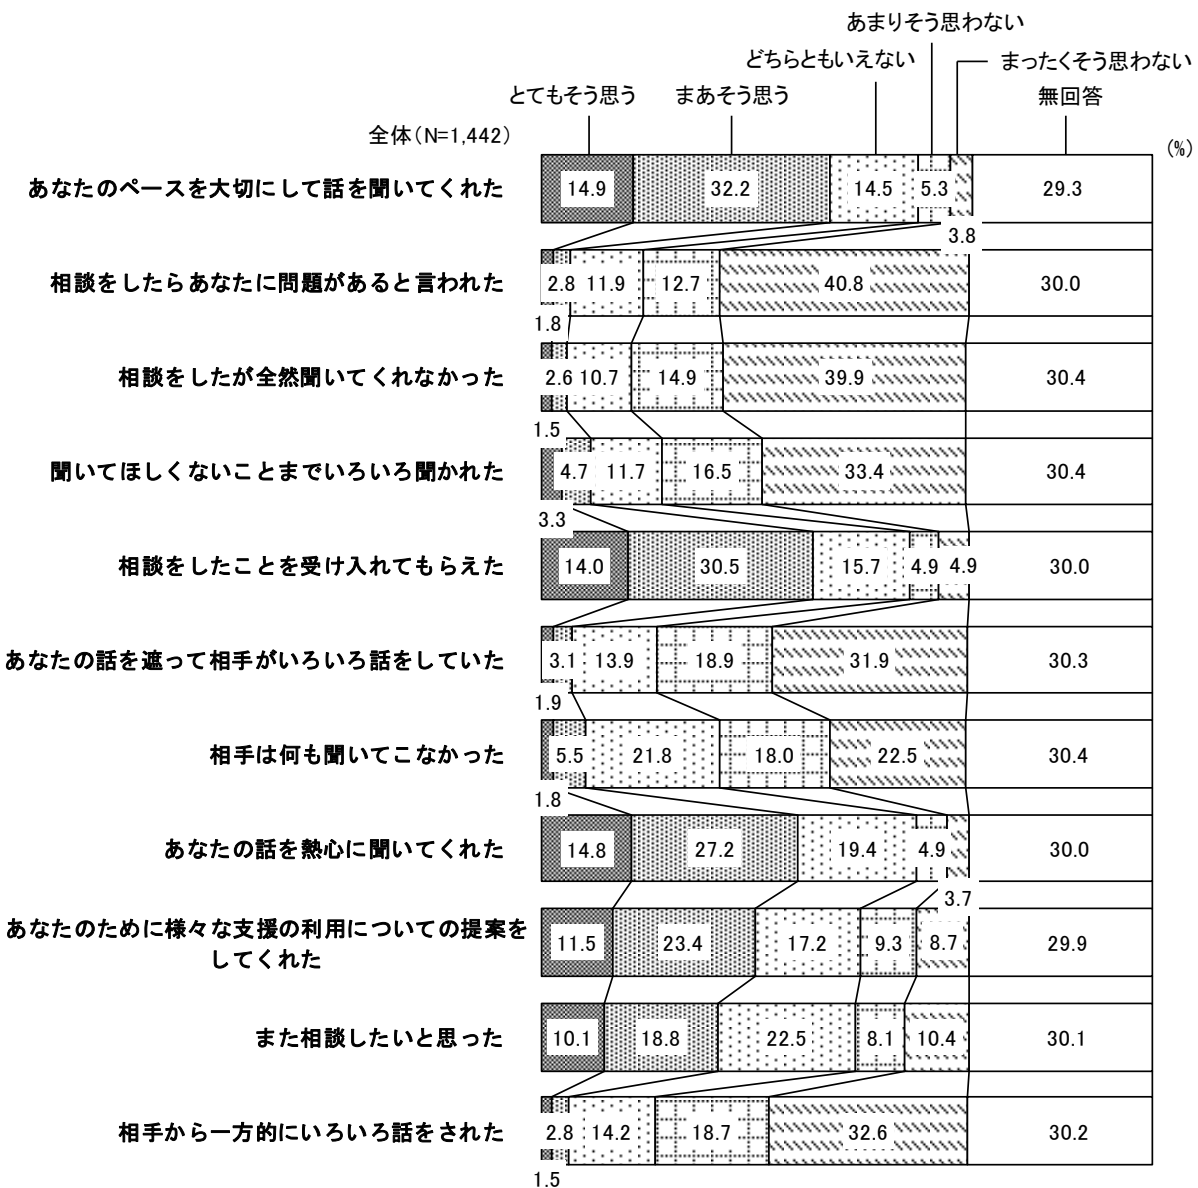 あまりそう思わない
どちらともいえない
まったくそう思わない
とてもそう思う
まあそう思う
無回答
全体(N=1,442)
(%)
あなたのペースを大切にして話を聞いてくれた 14.9 32.2 14.5 5.3 29.3
3.8
相談をしたらあなたに問題があると言われた 2.8 11.9 12.7 40.8 30.0
1.8
相談をしたが全然聞いてくれなかった 2.6 10.7 14.9 39.9 30.4
1.5
聞いてほしくないことまでいろいろ聞かれた 4.7 11.7 16.5 33.4 30.4
3.3
相談をしたことを受け入れてもらえた 14.0 30.5 15.7 4.9 4.9 30.0
あなたの話を遮って相手がいろいろ話をしていた 3.1 13.9 18.9 31.9 30.3
1.9
相手は何も聞いてこなかった 5.5 21.8 18.0 22.5 30.4
1.8
あなたの話を熱心に聞いてくれた 14.8 27.2 19.4 4.9 30.0
3.7
あなたのために様々な支援の利用についての提案を
してくれた
11.5 23.4 17.2 9.3 8.7 29.9
また相談したいと思った 10.1 18.8 22.5 8.1 10.4 30.1
相手から一方的にいろいろ話をされた 2.8 14.2 18.7 32.6 30.2
1.5